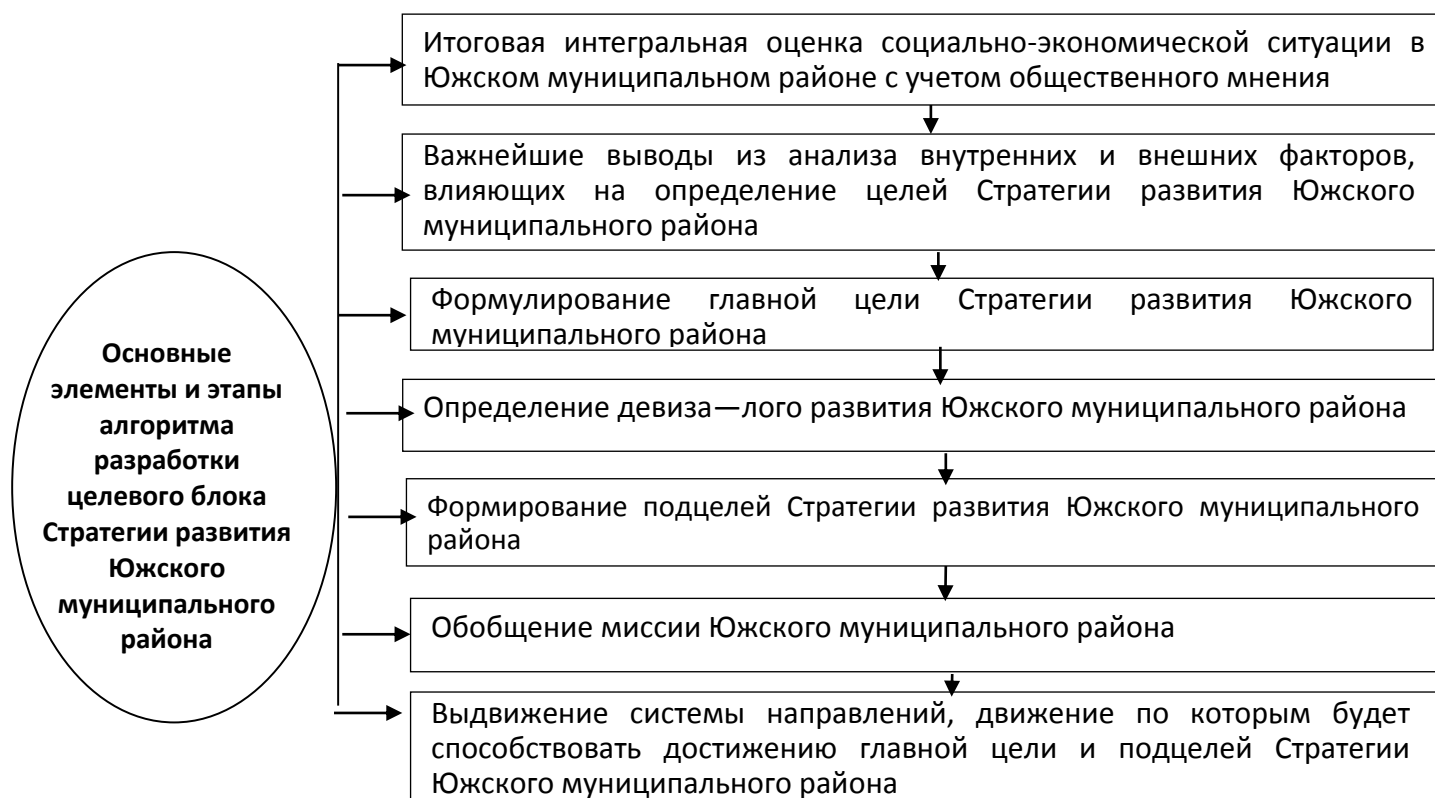 Итоговая интегральная оценка социально-экономической ситуации в
Южском муниципальном районе с учетом общественного мнения
Важнейшие выводы из анализа внутренних и внешних факторов,
влияющих на определение целей Стратегии развития Южского
муниципального района
Формулирование главной цели Стратегии развития Южского
муниципального района
Определение девиза—лого развития Южского муниципального района
Формирование подцелей Стратегии развития Южского муниципального
района
Обобщение миссии Южского муниципального района
Выдвижение системы направлений, движение по которым будет
способствовать достижению главной цели и подцелей Стратегии
Южского муниципального района
Основные
элементы и этапы
алгоритма
разработки
целевого блока
Стратегии развития
Южского
муниципального
района